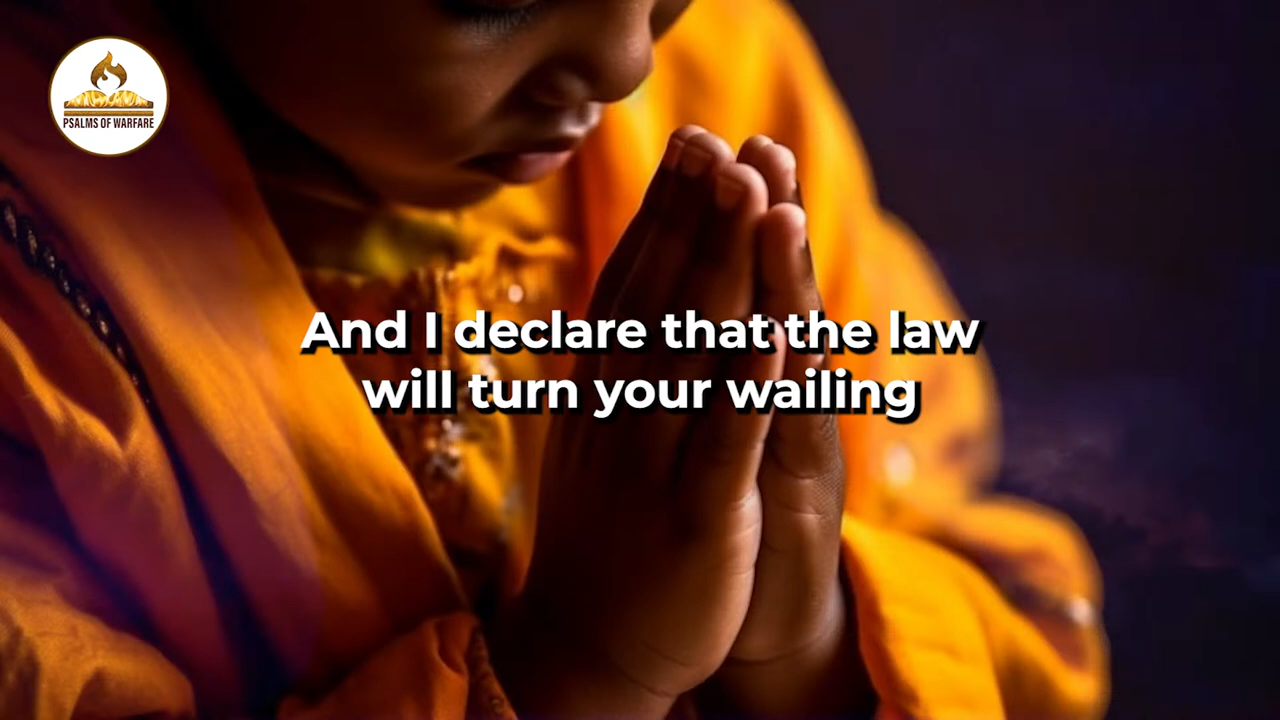 PSALMS OF WARFARE
And I declare that the law
will turn your wailing